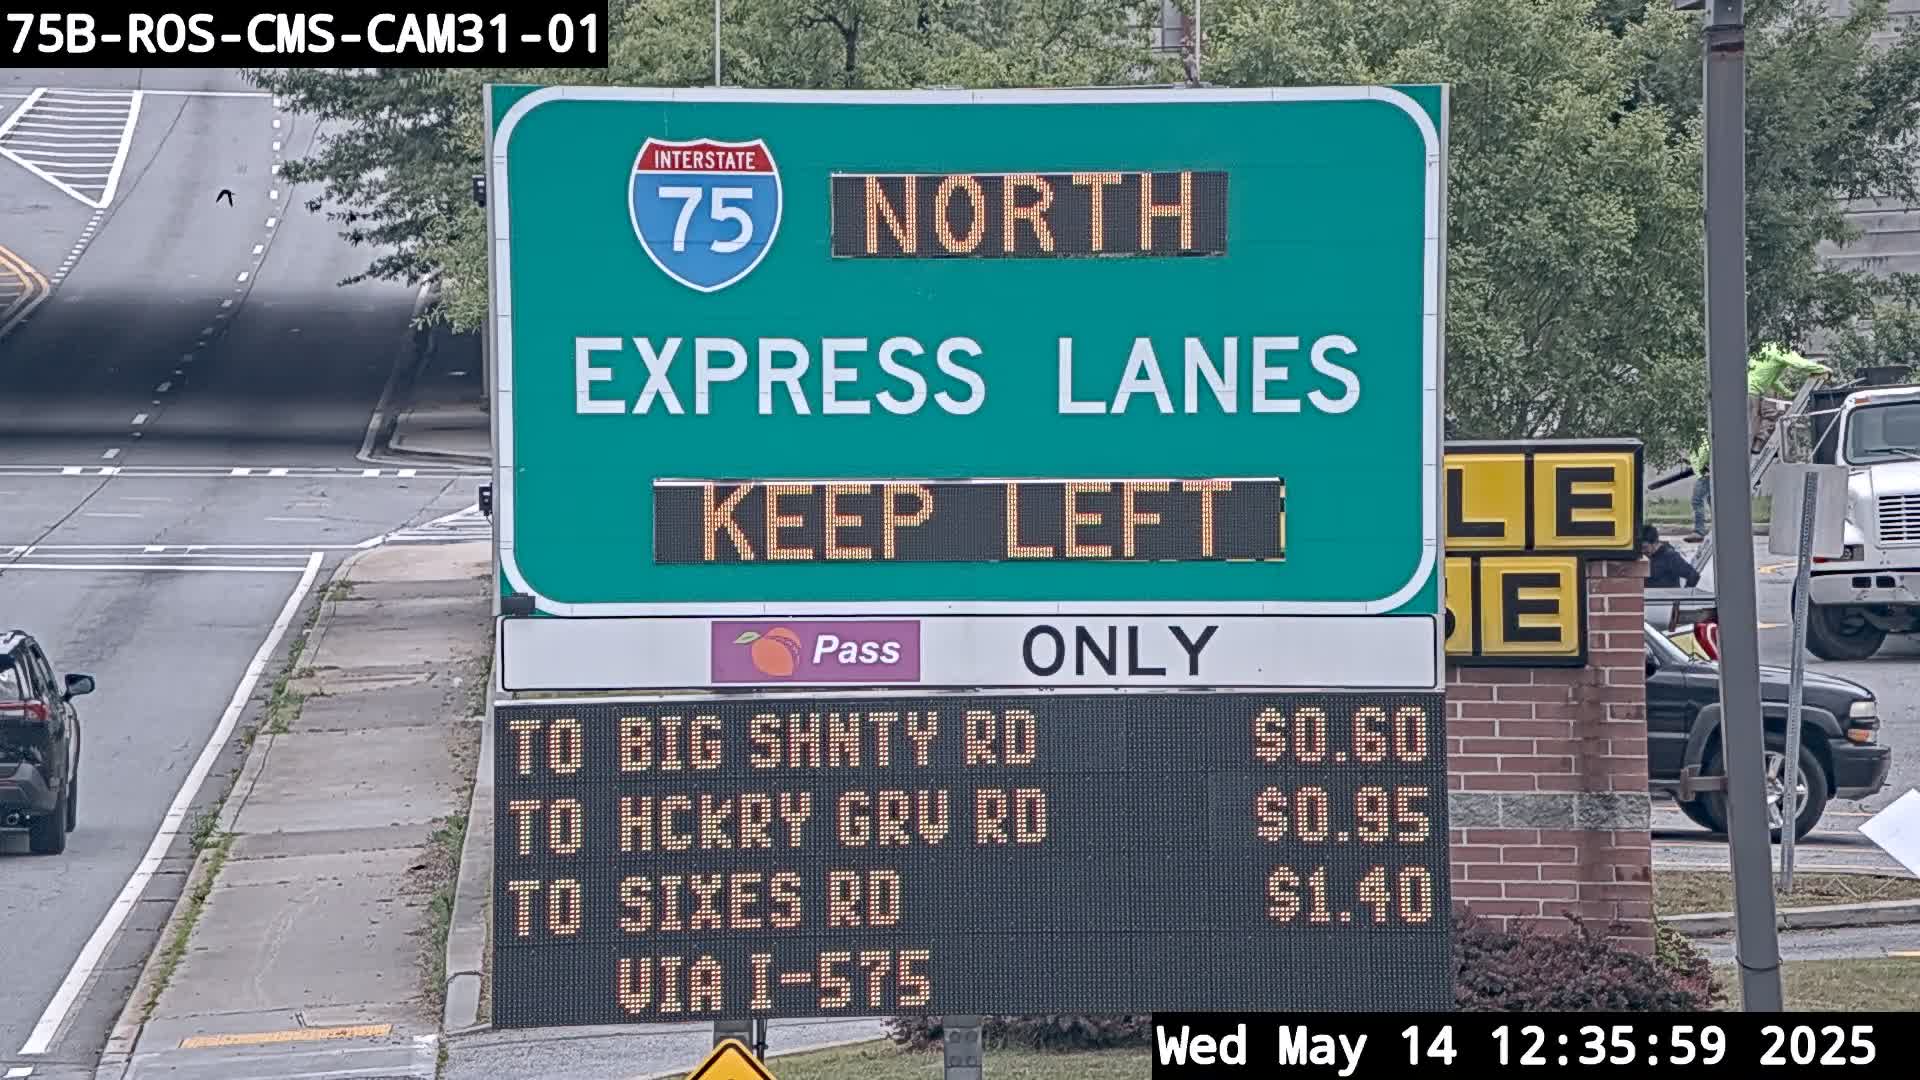 75B-ROS-CMS-CAM31-01
INTERSTATE
75
NORTH
EXPRESS LANES
KEEP LEFT
Pass ONLY
TO BIG SHNTY RD $0.60
TO HCKRY GRV RD $0.95
TO SIXES RD $1.40
VIA I-575
LE
E
Wed May 14 12:35:59 2025